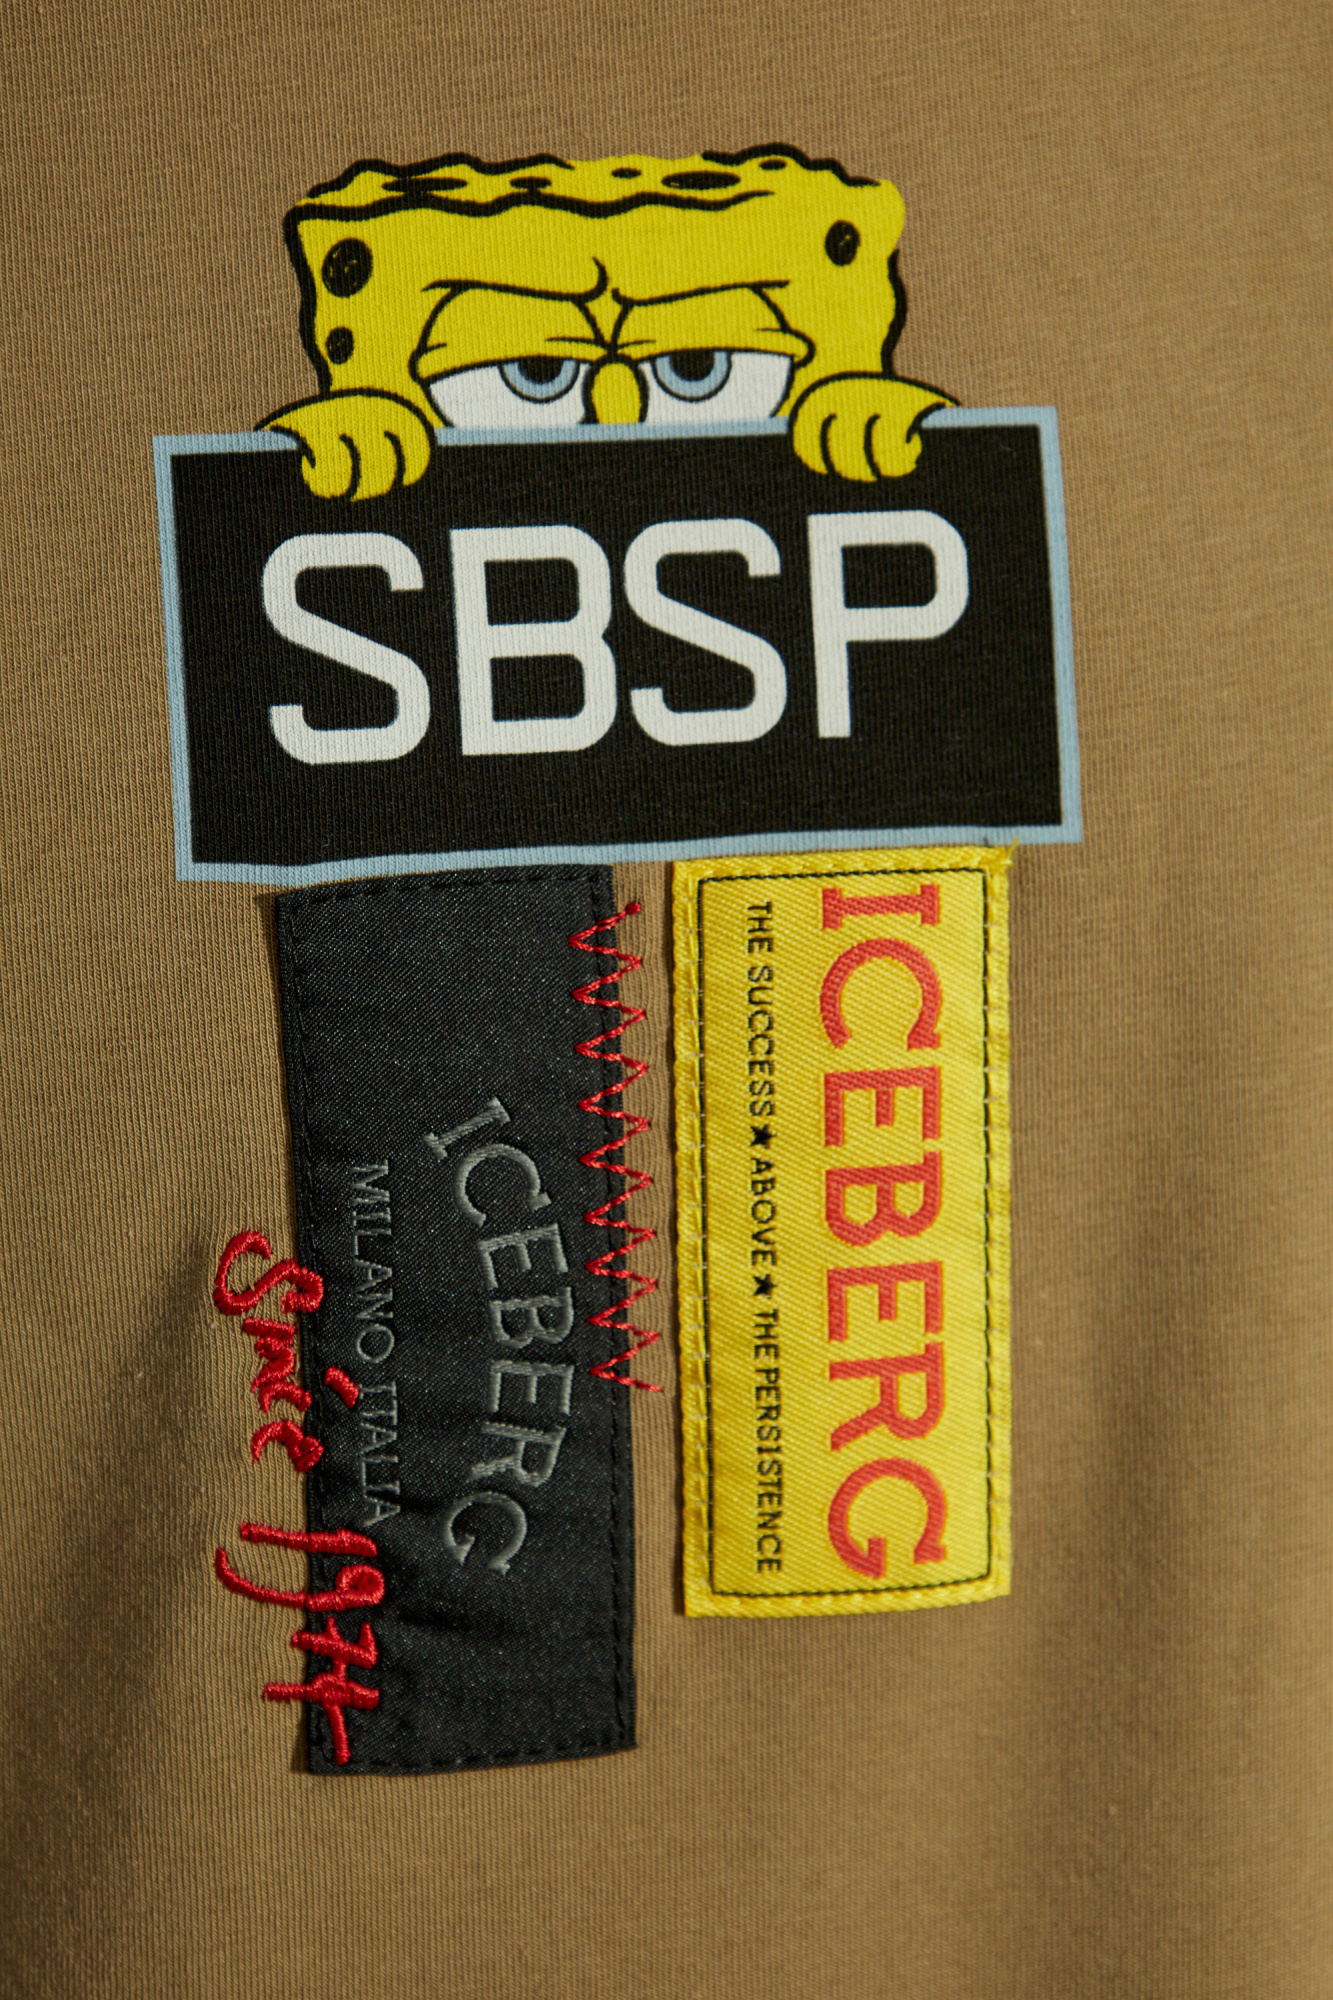 SBSP
ICEBERG
MILANO ITALIA
Since 1974
ICEBERG
THE SUCCESS★ABOVE★THE PERSISTENCE